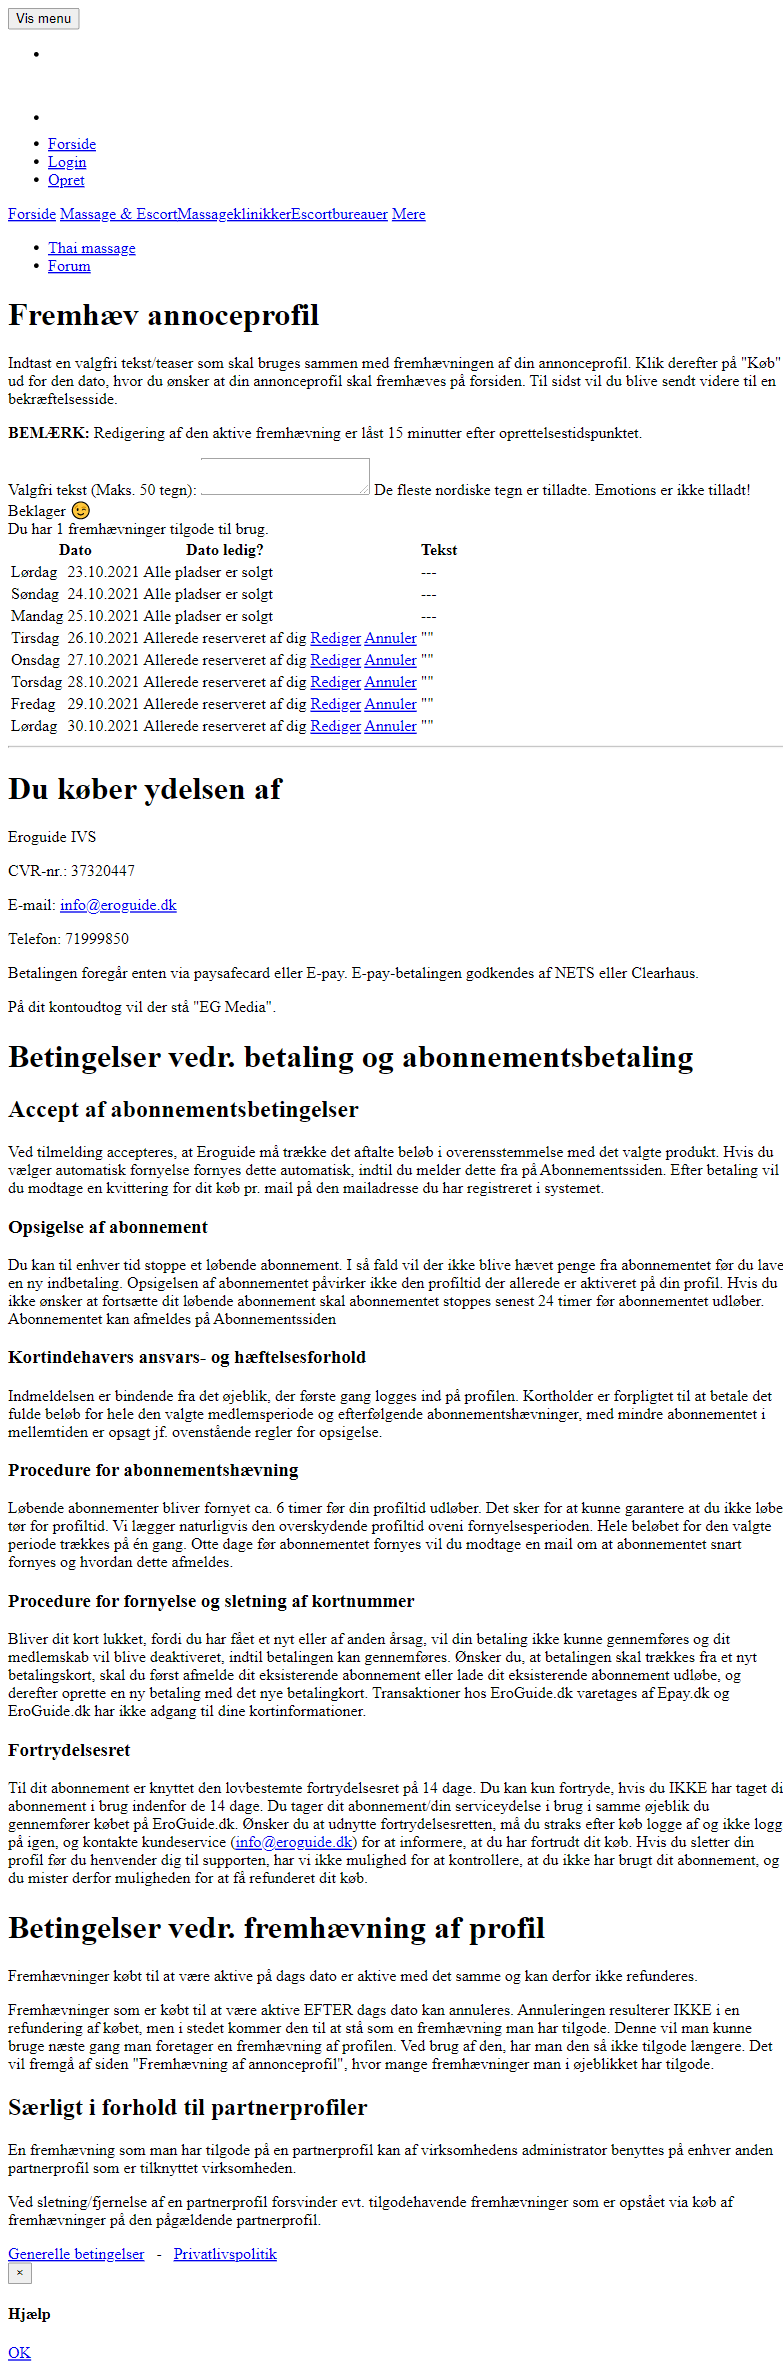 Vis menu
Forside
Login
Opret
Forside Massage & EscortMassageklinikkerEscortbureauer Mere
Thai massage
Forum
Fremhæv annoceprofil
Indtast en valgfri tekst/teaser som skal bruges sammen med fremhævningen af din annonceprofil. Klik derefter på "Køb"
ud for den dato, hvor du ønsker at din annonceprofil skal fremhæves på forsiden. Til sidst vil du blive sendt videre til en
bekræftelsesside.
BEMÆRK: Redigering af den aktive fremhævning er låst 15 minutter efter oprettelsestidspunktet.
Valgfri tekst (Maks. 50 tegn): De fleste nordiske tegn er tilladte. Emotions er ikke tilladt!
Beklager 😉
Du har 1 fremhævninger tilgode til brug.
Dato Dato ledig? Tekst
Lørdag 23.10.2021 Alle pladser er solgt ---
Søndag 24.10.2021 Alle pladser er solgt ---
Mandag 25.10.2021 Alle pladser er solgt ---
Tirsdag 26.10.2021 Allerede reserveret af dig Rediger Annuler ""
Onsdag 27.10.2021 Allerede reserveret af dig Rediger Annuler ""
Torsdag 28.10.2021 Allerede reserveret af dig Rediger Annuler ""
Fredag 29.10.2021 Allerede reserveret af dig Rediger Annuler ""
Lørdag 30.10.2021 Allerede reserveret af dig Rediger Annuler ""
Du køber ydelsen af
Eroguide IVS
CVR-nr.: 37320447
E-mail: info@eroguide.dk
Telefon: 71999850
Betalingen foregår enten via paysafecard eller E-pay. E-pay-betalingen godkendes af NETS eller Clearhaus.
På dit kontoudtog vil der stå "EG Media".
Betingelser vedr. betaling og abonnementsbetaling
Accept af abonnementsbetingelser
Ved tilmelding accepteres, at Eroguide må trække det aftalte beløb i overensstemmelse med det valgte produkt. Hvis du
vælger automatisk fornyelse fornyes dette automatisk, indtil du melder dette fra på Abonnementssiden. Efter betaling vil
du modtage en kvittering for dit køb pr. mail på den mailadresse du har registreret i systemet.
Opsigelse af abonnement
Du kan til enhver tid stoppe et løbende abonnement. I så fald vil der ikke blive hævet penge fra abonnementet før du lave
en ny indbetaling. Opsigelsen af abonnementet påvirker ikke den profiltid der allerede er aktiveret på din profil. Hvis du
ikke ønsker at fortsætte dit løbende abonnement skal abonnementet stoppes senest 24 timer før abonnementet udløber.
Abonnementet kan afmeldes på Abonnementssiden
Kortindehavers ansvars- og hæftelsesforhold
Indmeldelsen er bindende fra det øjeblik, der første gang logges ind på profilen. Kortholder er forpligtet til at betale det
fulde beløb for hele den valgte medlemsperiode og efterfølgende abonnementshævninger, med mindre abonnementet i
mellemtiden er opsagt jf. ovenstående regler for opsigelse.
Procedure for abonnementshævning
Løbende abonnementer bliver fornyet ca. 6 timer før din profiltid udløber. Det sker for at kunne garantere at du ikke løbe
tør for profiltid. Vi lægger naturligvis den overskydende profiltid oveni fornyelsesperioden. Hele beløbet for den valgte
periode trækkes på én gang. Otte dage før abonnementet fornyes vil du modtage en mail om at abonnementet snart
fornyes og hvordan dette afmeldes.
Procedure for fornyelse og sletning af kortnummer
Bliver dit kort lukket, fordi du har fået et nyt eller af anden årsag, vil din betaling ikke kunne gennemføres og dit
medlemskab vil blive deaktiveret, indtil betalingen kan gennemføres. Ønsker du, at betalingen skal trækkes fra et nyt
betalingskort, skal du først afmelde dit eksisterende abonnement eller lade dit eksisterende abonnement udløbe, og
derefter oprette en ny betaling med det nye betalingkort. Transaktioner hos EroGuide.dk varetages af Epay.dk og
EroGuide.dk har ikke adgang til dine kortinformationer.
Fortrydelsesret
Til dit abonnement er knyttet den lovbestemte fortrydelsesret på 14 dage. Du kan kun fortryde, hvis du IKKE har taget di
abonnement i brug indenfor de 14 dage. Du tager dit abonnement/din serviceydelse i brug i samme øjeblik du
gennemfører købet på EroGuide.dk. Ønsker du at udnytte fortrydelsesretten, må du straks efter køb logge af og ikke logg
på igen, og kontakte kundeservice (info@eroguide.dk) for at informere, at du har fortrudt dit køb. Hvis du sletter din
profil før du henvender dig til supporten, har vi ikke mulighed for at kontrollere, at du ikke har brugt dit abonnement, og
du mister derfor muligheden for at få refunderet dit køb.
Betingelser vedr. fremhævning af profil
Fremhævninger købt til at være aktive på dags dato er aktive med det samme og kan derfor ikke refunderes.
Fremhævninger som er købt til at være aktive EFTER dags dato kan annuleres. Annuleringen resulterer IKKE i en
refundering af købet, men i stedet kommer den til at stå som en fremhævning man har tilgode. Denne vil man kunne
bruge næste gang man foretager en fremhævning af profilen. Ved brug af den, har man den så ikke tilgode længere. Det
vil fremgå af siden "Fremhævning af annonceprofil", hvor mange fremhævninger man i øjeblikket har tilgode.
Særligt i forhold til partnerprofiler
En fremhævning som man har tilgode på en partnerprofil kan af virksomhedens administrator benyttes på enhver anden
partnerprofil som er tilknyttet virksomheden.
Ved sletning/fjernelse af en partnerprofil forsvinder evt. tilgodehavende fremhævninger som er opstået via køb af
fremhævninger på den pågældende partnerprofil.
Generelle betingelser - Privatlivspolitik
×
Hjælp
OK